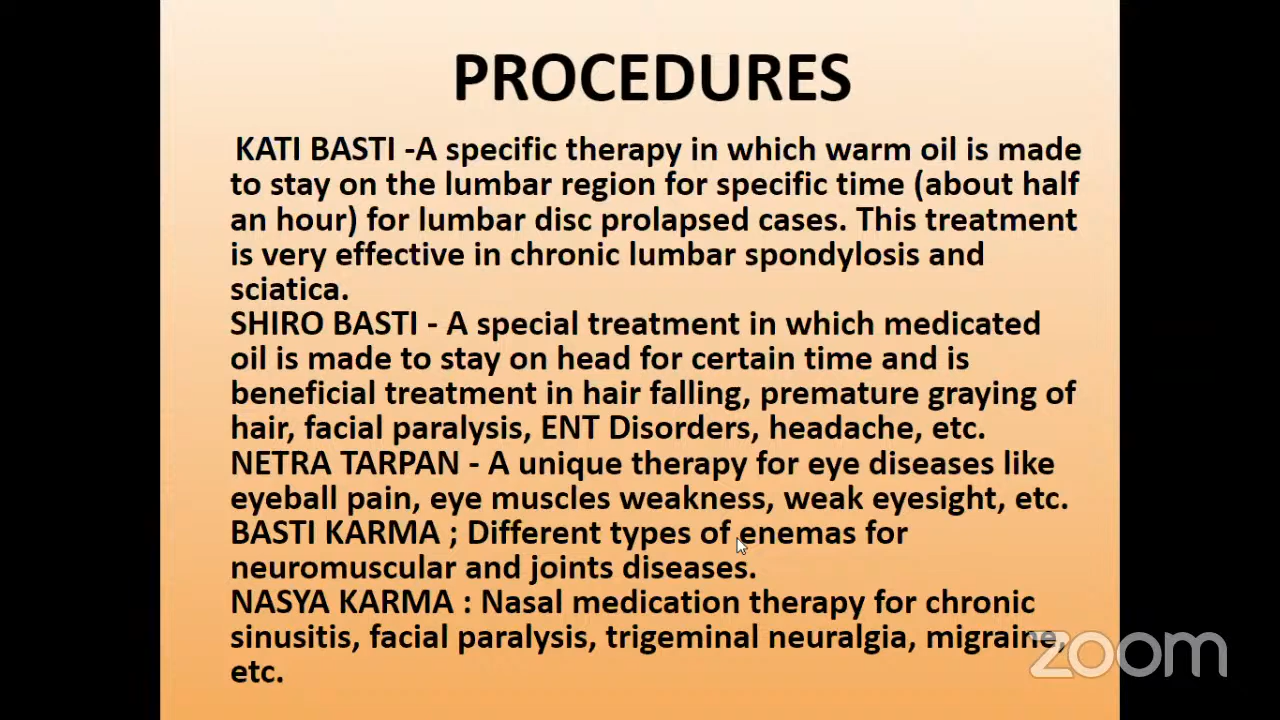 PROCEDURES
KATI BASTI -A specific therapy in which warm oil is made
to stay on the lumbar region for specific time (about half
an hour) for lumbar disc prolapsed cases. This treatment
is very effective in chronic lumbar spondylosis and
sciatica.
SHIRO BASTI - A special treatment in which medicated
oil is made to stay on head for certain time and is
beneficial treatment in hair falling, premature graying of
hair, facial paralysis, ENT Disorders, headache, etc.
NETRA TARPAN - A unique therapy for eye diseases like
eyeball pain, eye muscles weakness, weak eyesight, etc.
BASTI KARMA ; Different types of enemas for
neuromuscular and joints diseases.
NASYA KARMA : Nasal medication therapy for chronic
sinusitis, facial paralysis, trigeminal neuralgia, migraine,
etc.
zoom